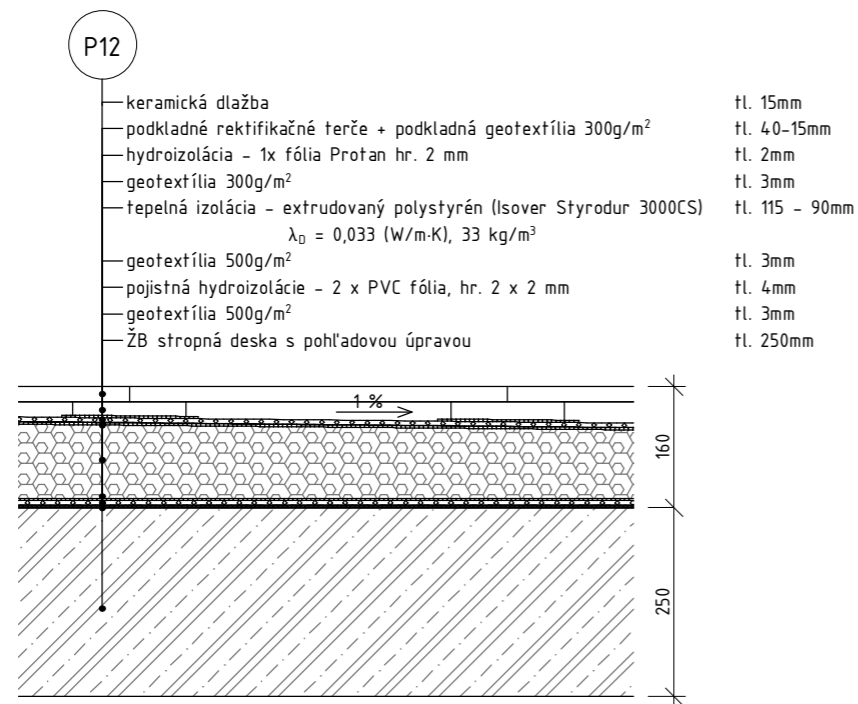 P12
keramická dlažba tl. 15mm
podkladné rektifikačné terče + podkladná geotextília 300g/m² tl. 40-15mm
hydroizolácia - 1x fólia Protan hr. 2 mm tl. 2mm
geotextília 300g/m² tl. 3mm
tepelná izolácia - extrudovaný polystyrén (Isover Styrodur 3000CS) tl. 115 - 90mm
λD = 0,033 (W/m·K), 33 kg/m³
geotextília 500g/m² tl. 3mm
pojistná hydroizolácie - 2 x PVC fólia, hr. 2 x 2 mm tl. 4mm
geotextília 500g/m² tl. 3mm
ŽB stropná deska s pohľadovou úpravou tl. 250mm
1 %
160
250